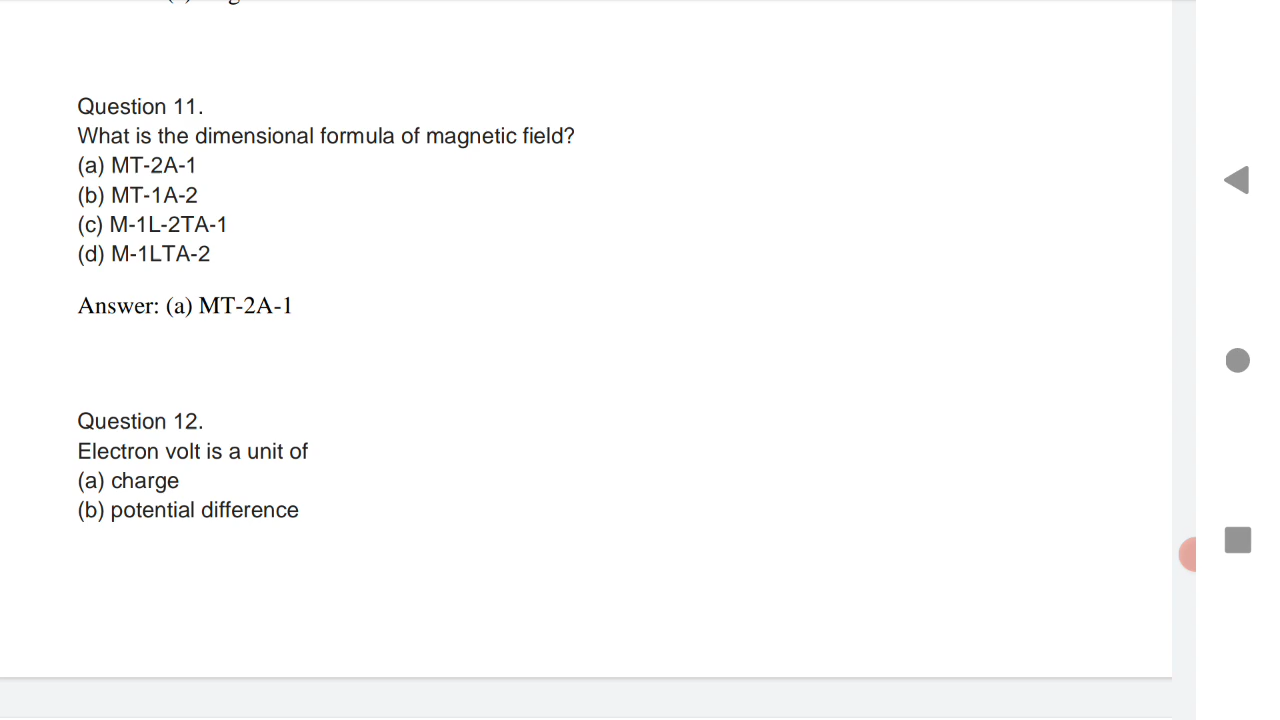 Question 11.
What is the dimensional formula of magnetic field?
(a) MT-2A-1
(b) MT-1A-2
(c) M-1L-2TA-1
(d) M-1LTA-2
Answer: (a) MT-2A-1
Question 12.
Electron volt is a unit of
(a) charge
(b) potential difference